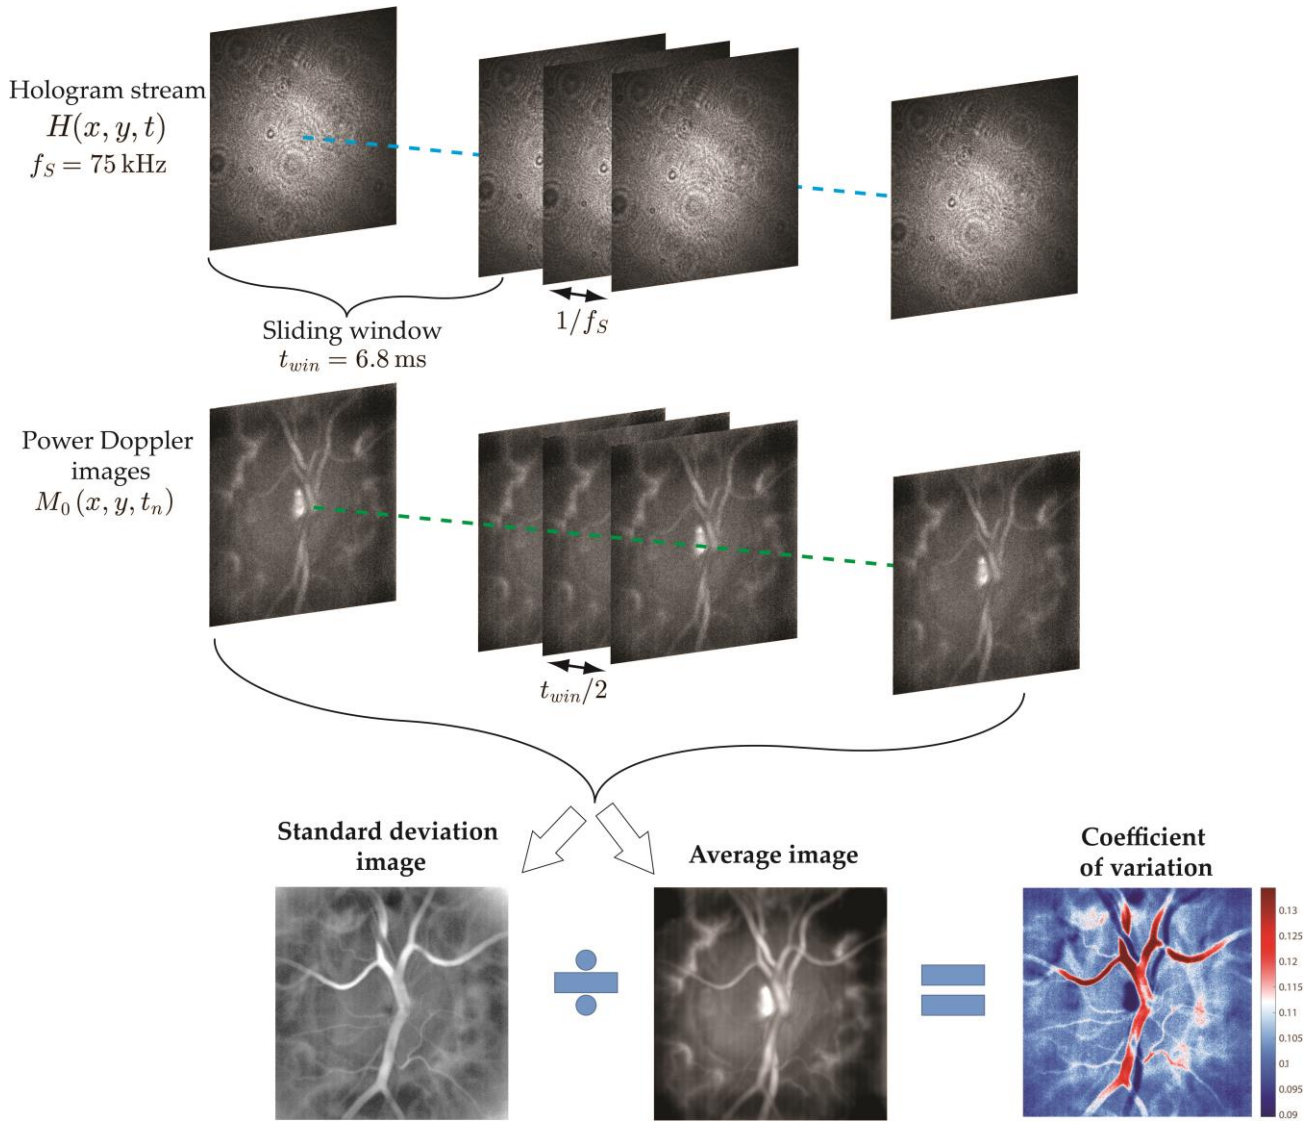 Hologram stream
H(x, y, t)
f_S = 75 kHz
1/f_S
Sliding window
t_win = 6.8 ms
Power Doppler
images
M_0 (x, y, t_n)
t_win/2
Standard deviation
image
Average image
Coefficient
of variation
0.13
0.125
0.12
0.115
0.11
0.105
0.1
0.095
0.09